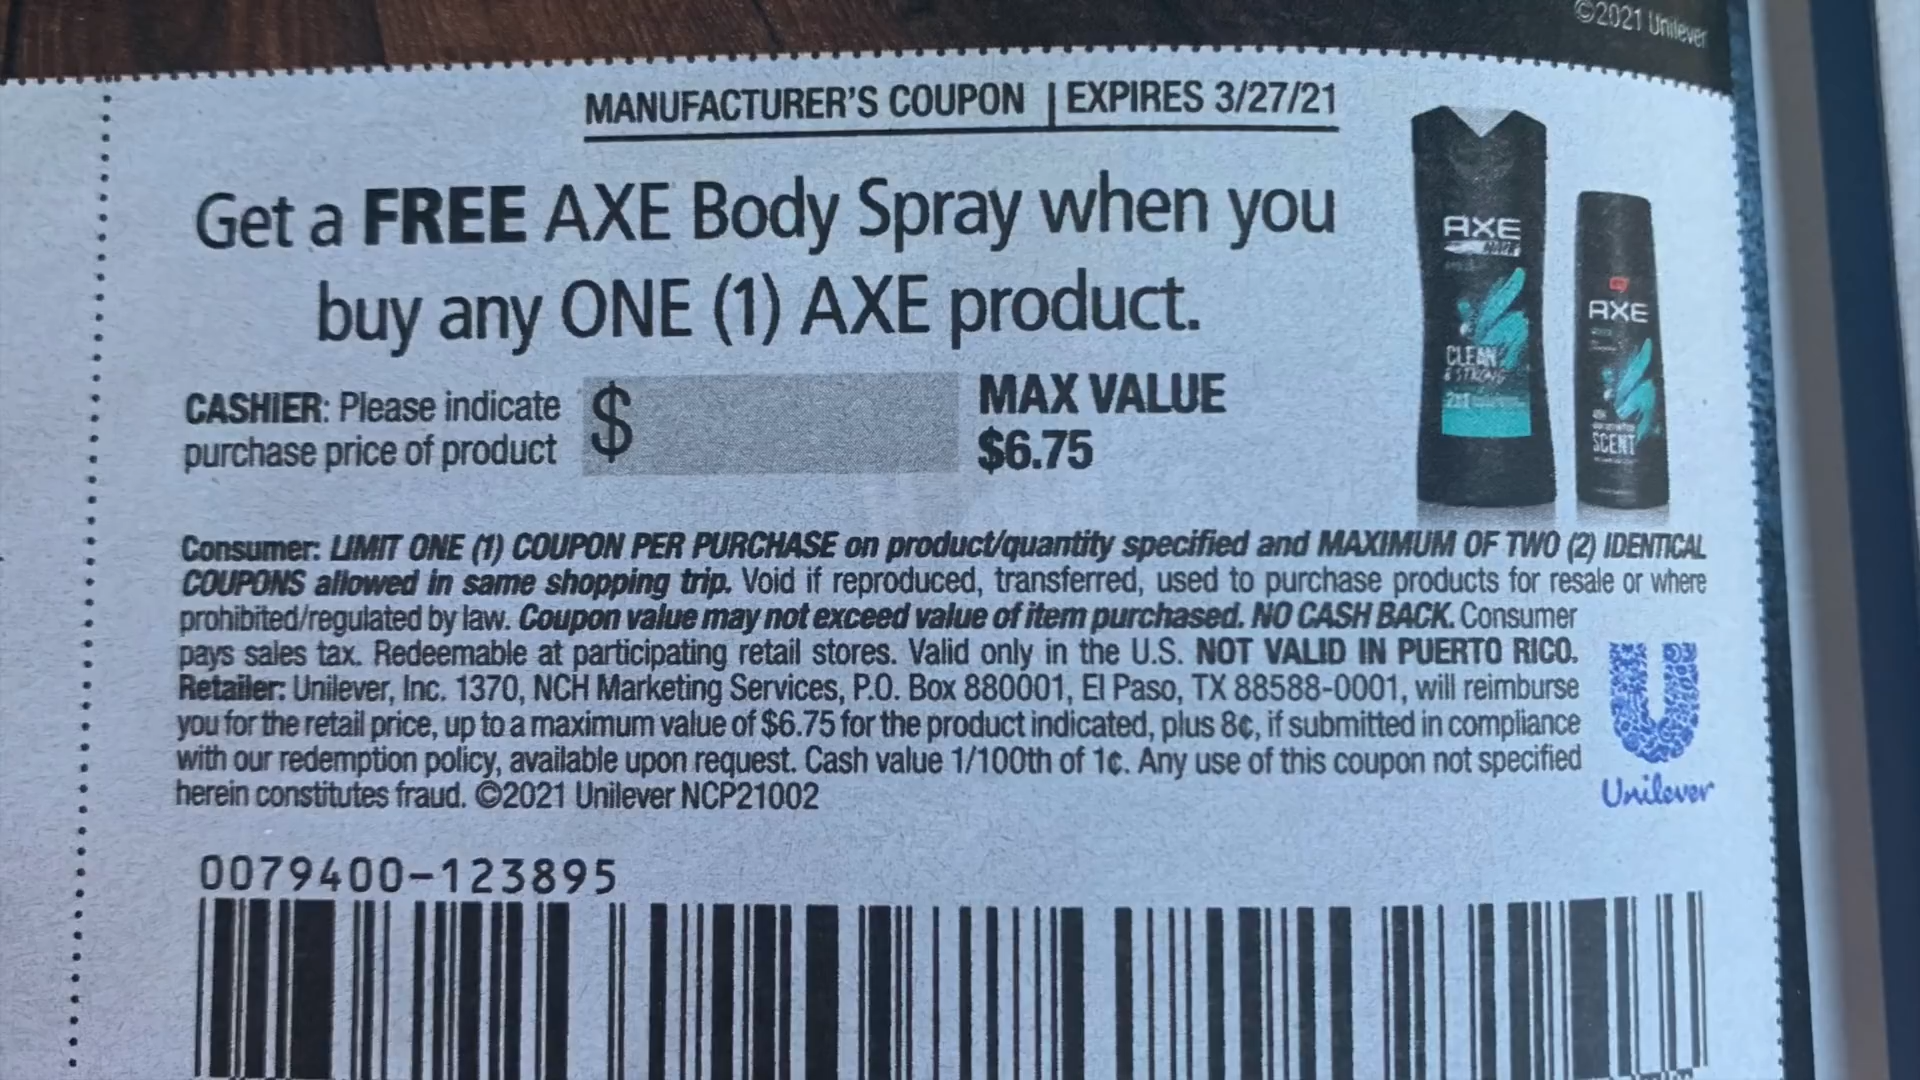 ©2021 Unilever
MANUFACTURER'S COUPON | EXPIRES 3/27/21
Get a FREE AXE Body Spray when you
buy any ONE (1) AXE product.
CASHIER: Please indicate
purchase price of product
$
MAX VALUE
$6.75
AXE
CLEAN
& STRONG
2in1
AXE
SCENT
Consumer: LIMIT ONE (1) COUPON PER PURCHASE on product/quantity specified and MAXIMUM OF TWO (2) IDENTICAL
COUPONS allowed in same shopping trip. Void if reproduced, transferred, used to purchase products for resale or where
prohibited/regulated by law. Coupon value may not exceed value of item purchased. NO CASH BACK. Consumer
pays sales tax. Redeemable at participating retail stores. Valid only in the U.S. NOT VALID IN PUERTO RICO.
Retailer: Unilever, Inc. 1370, NCH Marketing Services, P.O. Box 880001, El Paso, TX 88588-0001, will reimburse
you for the retail price, up to a maximum value of $6.75 for the product indicated, plus 8¢, if submitted in compliance
with our redemption policy, available upon request. Cash value 1/100th of 1¢. Any use of this coupon not specified
herein constitutes fraud. ©2021 Unilever NCP21002
Unilever
0079400-123895